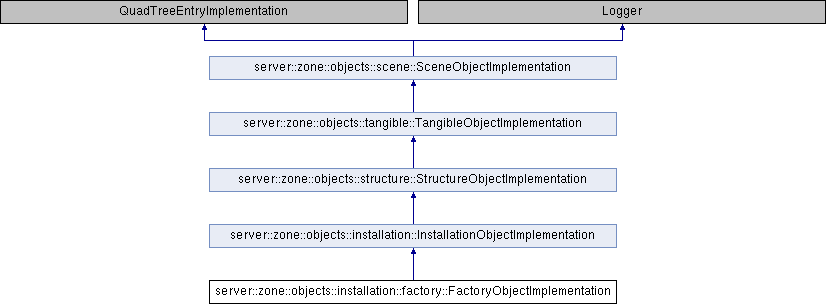 QuadTreeEntryImplementation
Logger
server::zone::objects::scene::SceneObjectImplementation
server::zone::objects::tangible::TangibleObjectImplementation
server::zone::objects::structure::StructureObjectImplementation
server::zone::objects::installation::InstallationObjectImplementation
server::zone::objects::installation::factory::FactoryObjectImplementation